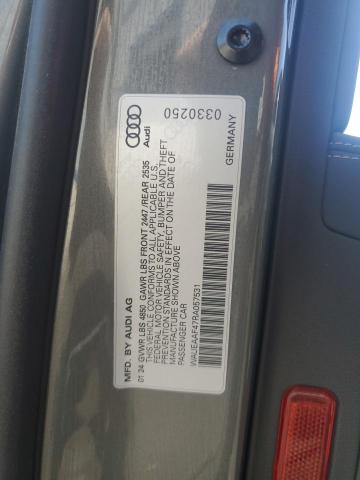 MFD. BY AUDI AG
01 24 GVWR LBS 4850 GAWR LBS FRONT 2447 /REAR 2535
THIS VEHICLE CONFORMS TO ALL APPLICABLE U.S.
FEDERAL MOTOR VEHICLE SAFETY, BUMPER AND THEFT
PREVENTION STANDARDS IN EFFECT ON THE DATE OF
MANUFACTURE SHOWN ABOVE
PASSENGER CAR
WAUEAAF47RA057531
Audi
0330250
GERMANY